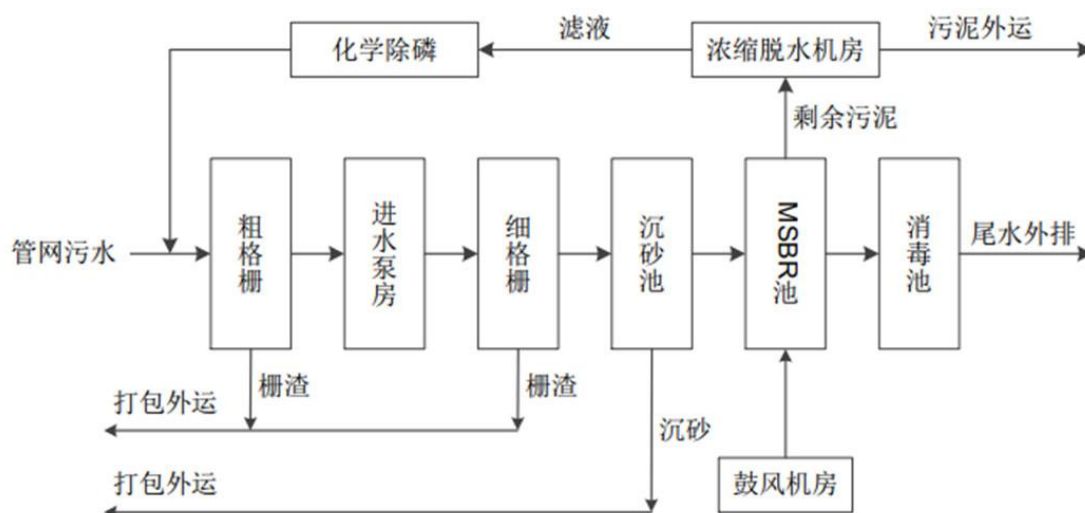 化学除磷
滤液
浓缩脱水机房
污泥外运
剩余污泥
管网污水
粗格栅
进水泵房
细格栅
沉砂池
MSBR池
消毒池
尾水外排
栅渣
栅渣
打包外运
沉砂
打包外运
鼓风机房